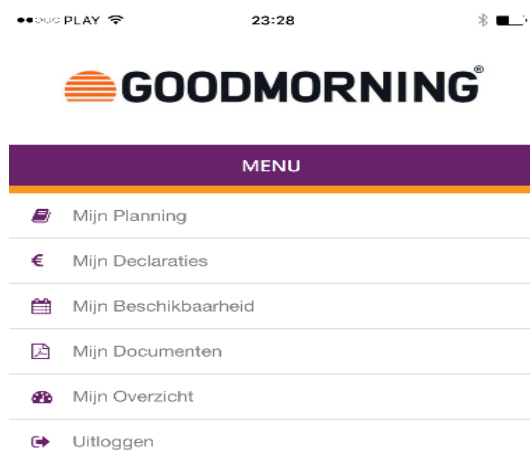 PLAY 23:28
GOODMORNING®
MENU
Mijn Planning
€ Mijn Declaraties
Mijn Beschikbaarheid
Mijn Documenten
Mijn Overzicht
Uitloggen